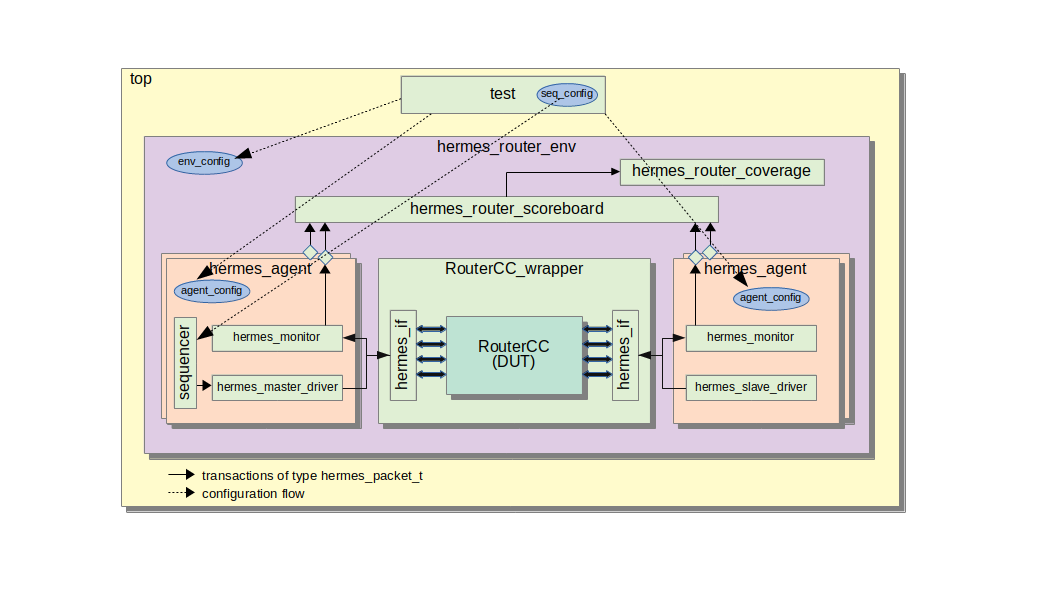 top
test
seq_config
hermes_router_env
env_config
hermes_router_coverage
hermes_router_scoreboard
hermes_agent
RouterCC_wrapper
hermes_agent
agent_config
agent_config
sequencer
hermes_monitor
hermes_if
RouterCC
(DUT)
hermes_if
hermes_monitor
hermes_master_driver
hermes_slave_driver
transactions of type hermes_packet_t
configuration flow